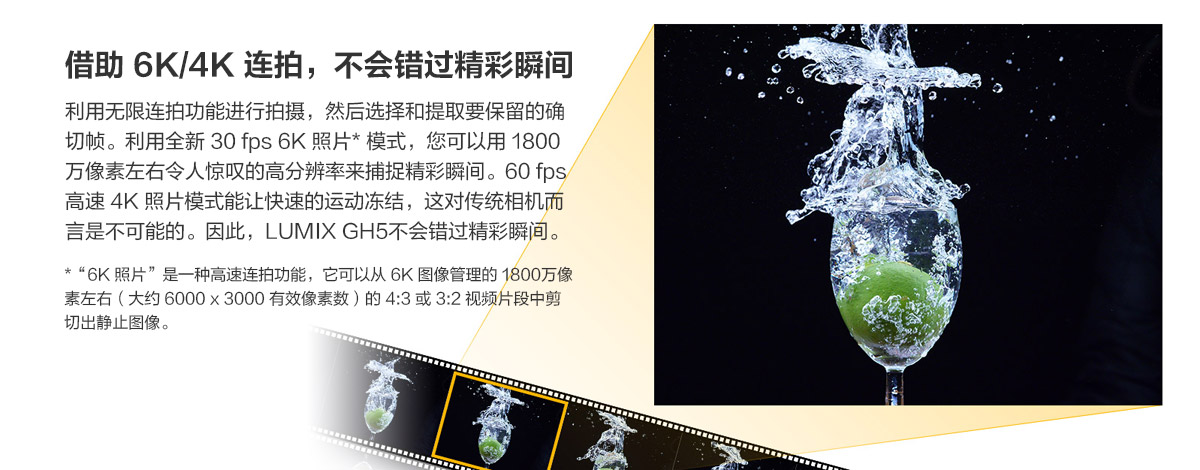 借助 6K/4K 连拍，不会错过精彩瞬间
利用无限连拍功能进行拍摄，然后选择和提取要保留的确
切帧。利用全新 30 fps 6K 照片* 模式，您可以用 1800
万像素左右令人惊叹的高分辨率来捕捉精彩瞬间。60 fps
高速 4K 照片模式能让快速的运动冻结，这对传统相机而
言是不可能的。因此，LUMIX GH5不会错过精彩瞬间。
*“6K 照片”是一种高速连拍功能，它可以从 6K 图像管理的 1800万像
素左右（大约 6000 x 3000 有效像素数）的 4:3 或 3:2 视频片段中剪
切出静止图像。